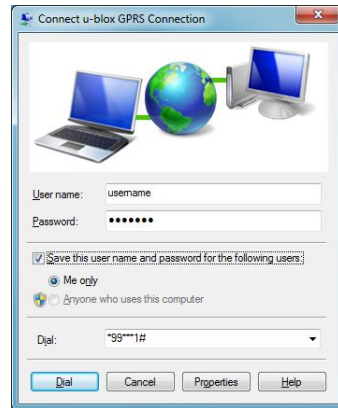 Connect u-blox GPRS Connection
User name: username
Password: •••••••
Save this user name and password for the following users:
Me only
Anyone who uses this computer
Dial: *99***1#
Dial Cancel Properties Help